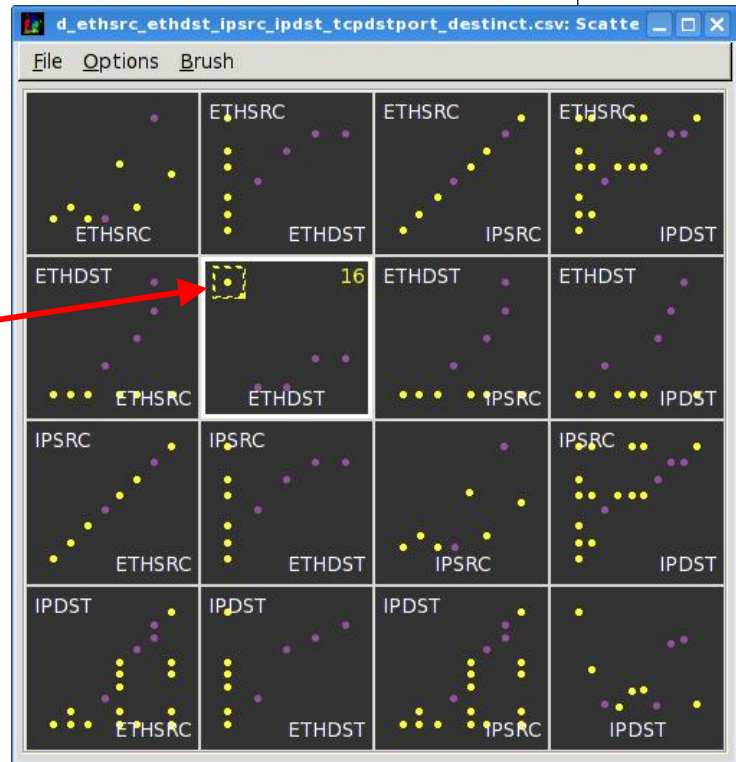 d_ethsrc_ethdst_ipsrc_ipdst_tcpdstport_destinct.csv: Scatte
File Options Brush
ETHSRC
ETHSRC ETHDST
ETHSRC IPSRC
ETHSRC IPDST
ETHDST ETHSRC
16
ETHDST
ETHDST IPSRC
ETHDST IPDST
IPSRC ETHSRC
IPSRC ETHDST
IPSRC
IPSRC IPDST
IPDST ETHSRC
IPDST ETHDST
IPDST IPSRC
IPDST